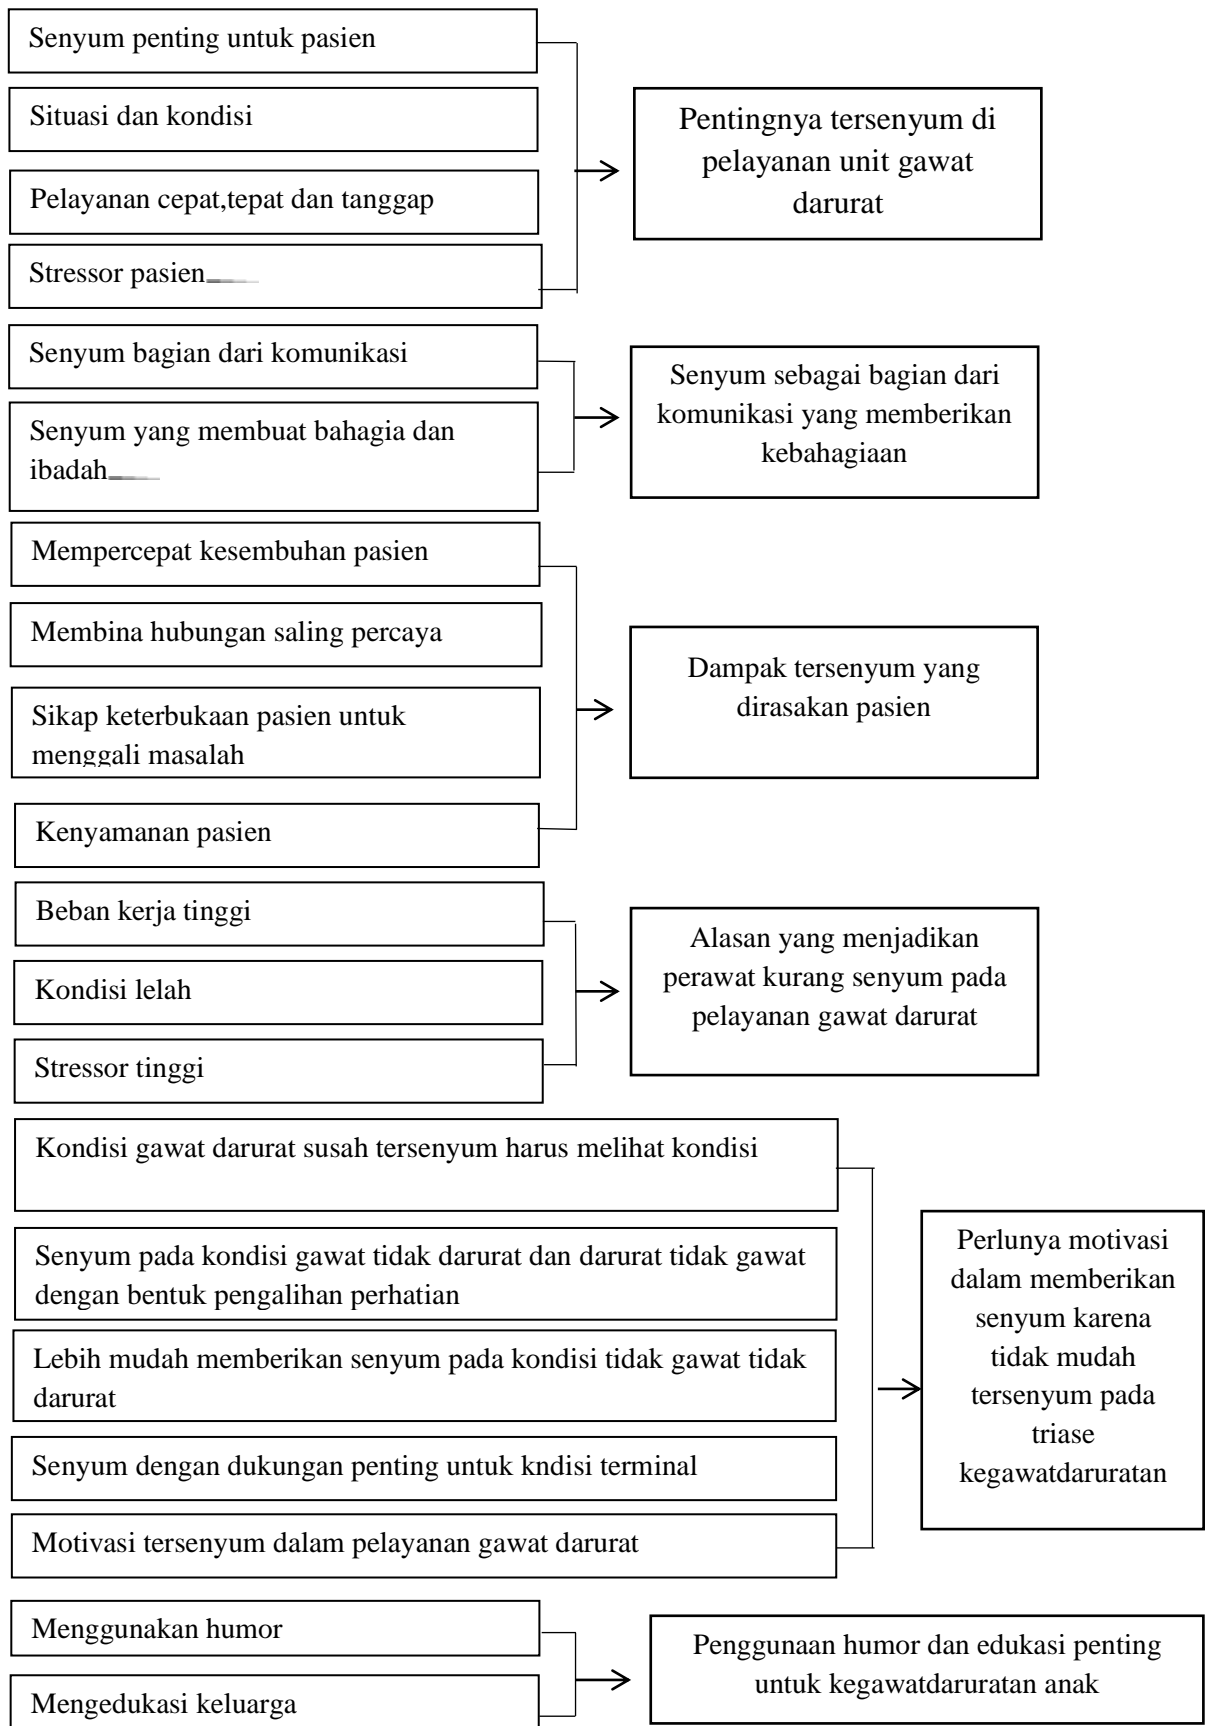 Senyum penting untuk pasien
Situasi dan kondisi
Pelayanan cepat,tepat dan tanggap
Stressor pasien
Pentingnya tersenyum di
pelayanan unit gawat
darurat
Senyum bagian dari komunikasi
Senyum yang membuat bahagia dan
ibadah
Senyum sebagai bagian dari
komunikasi yang memberikan
kebahagiaan
Mempercepat kesembuhan pasien
Membina hubungan saling percaya
Sikap keterbukaan pasien untuk
menggali masalah
Kenyamanan pasien
Dampak tersenyum yang
dirasakan pasien
Beban kerja tinggi
Kondisi lelah
Stressor tinggi
Alasan yang menjadikan
perawat kurang senyum pada
pelayanan gawat darurat
Kondisi gawat darurat susah tersenyum harus melihat kondisi
Senyum pada kondisi gawat tidak darurat dan darurat tidak gawat
dengan bentuk pengalihan perhatian
Lebih mudah memberikan senyum pada kondisi tidak gawat tidak
darurat
Senyum dengan dukungan penting untuk kndisi terminal
Motivasi tersenyum dalam pelayanan gawat darurat
Perlunya motivasi
dalam memberikan
senyum karena
tidak mudah
tersenyum pada
triase
kegawatdaruratan
Menggunakan humor
Mengedukasi keluarga
Penggunaan humor dan edukasi penting
untuk kegawatdaruratan anak